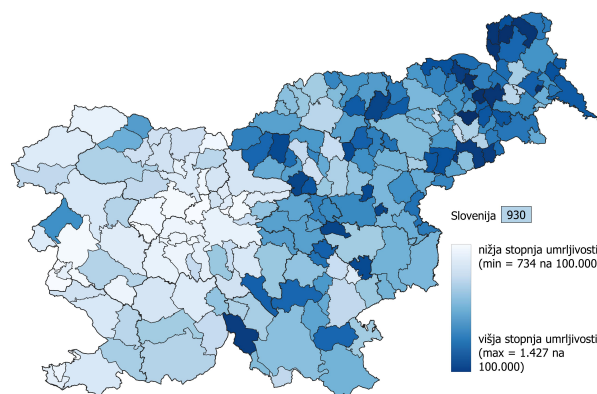 Slovenija 930
nižja stopnja umrljivosti
(min = 734 na 100.000)
višja stopnja umrljivosti
(max = 1.427 na
100.000)